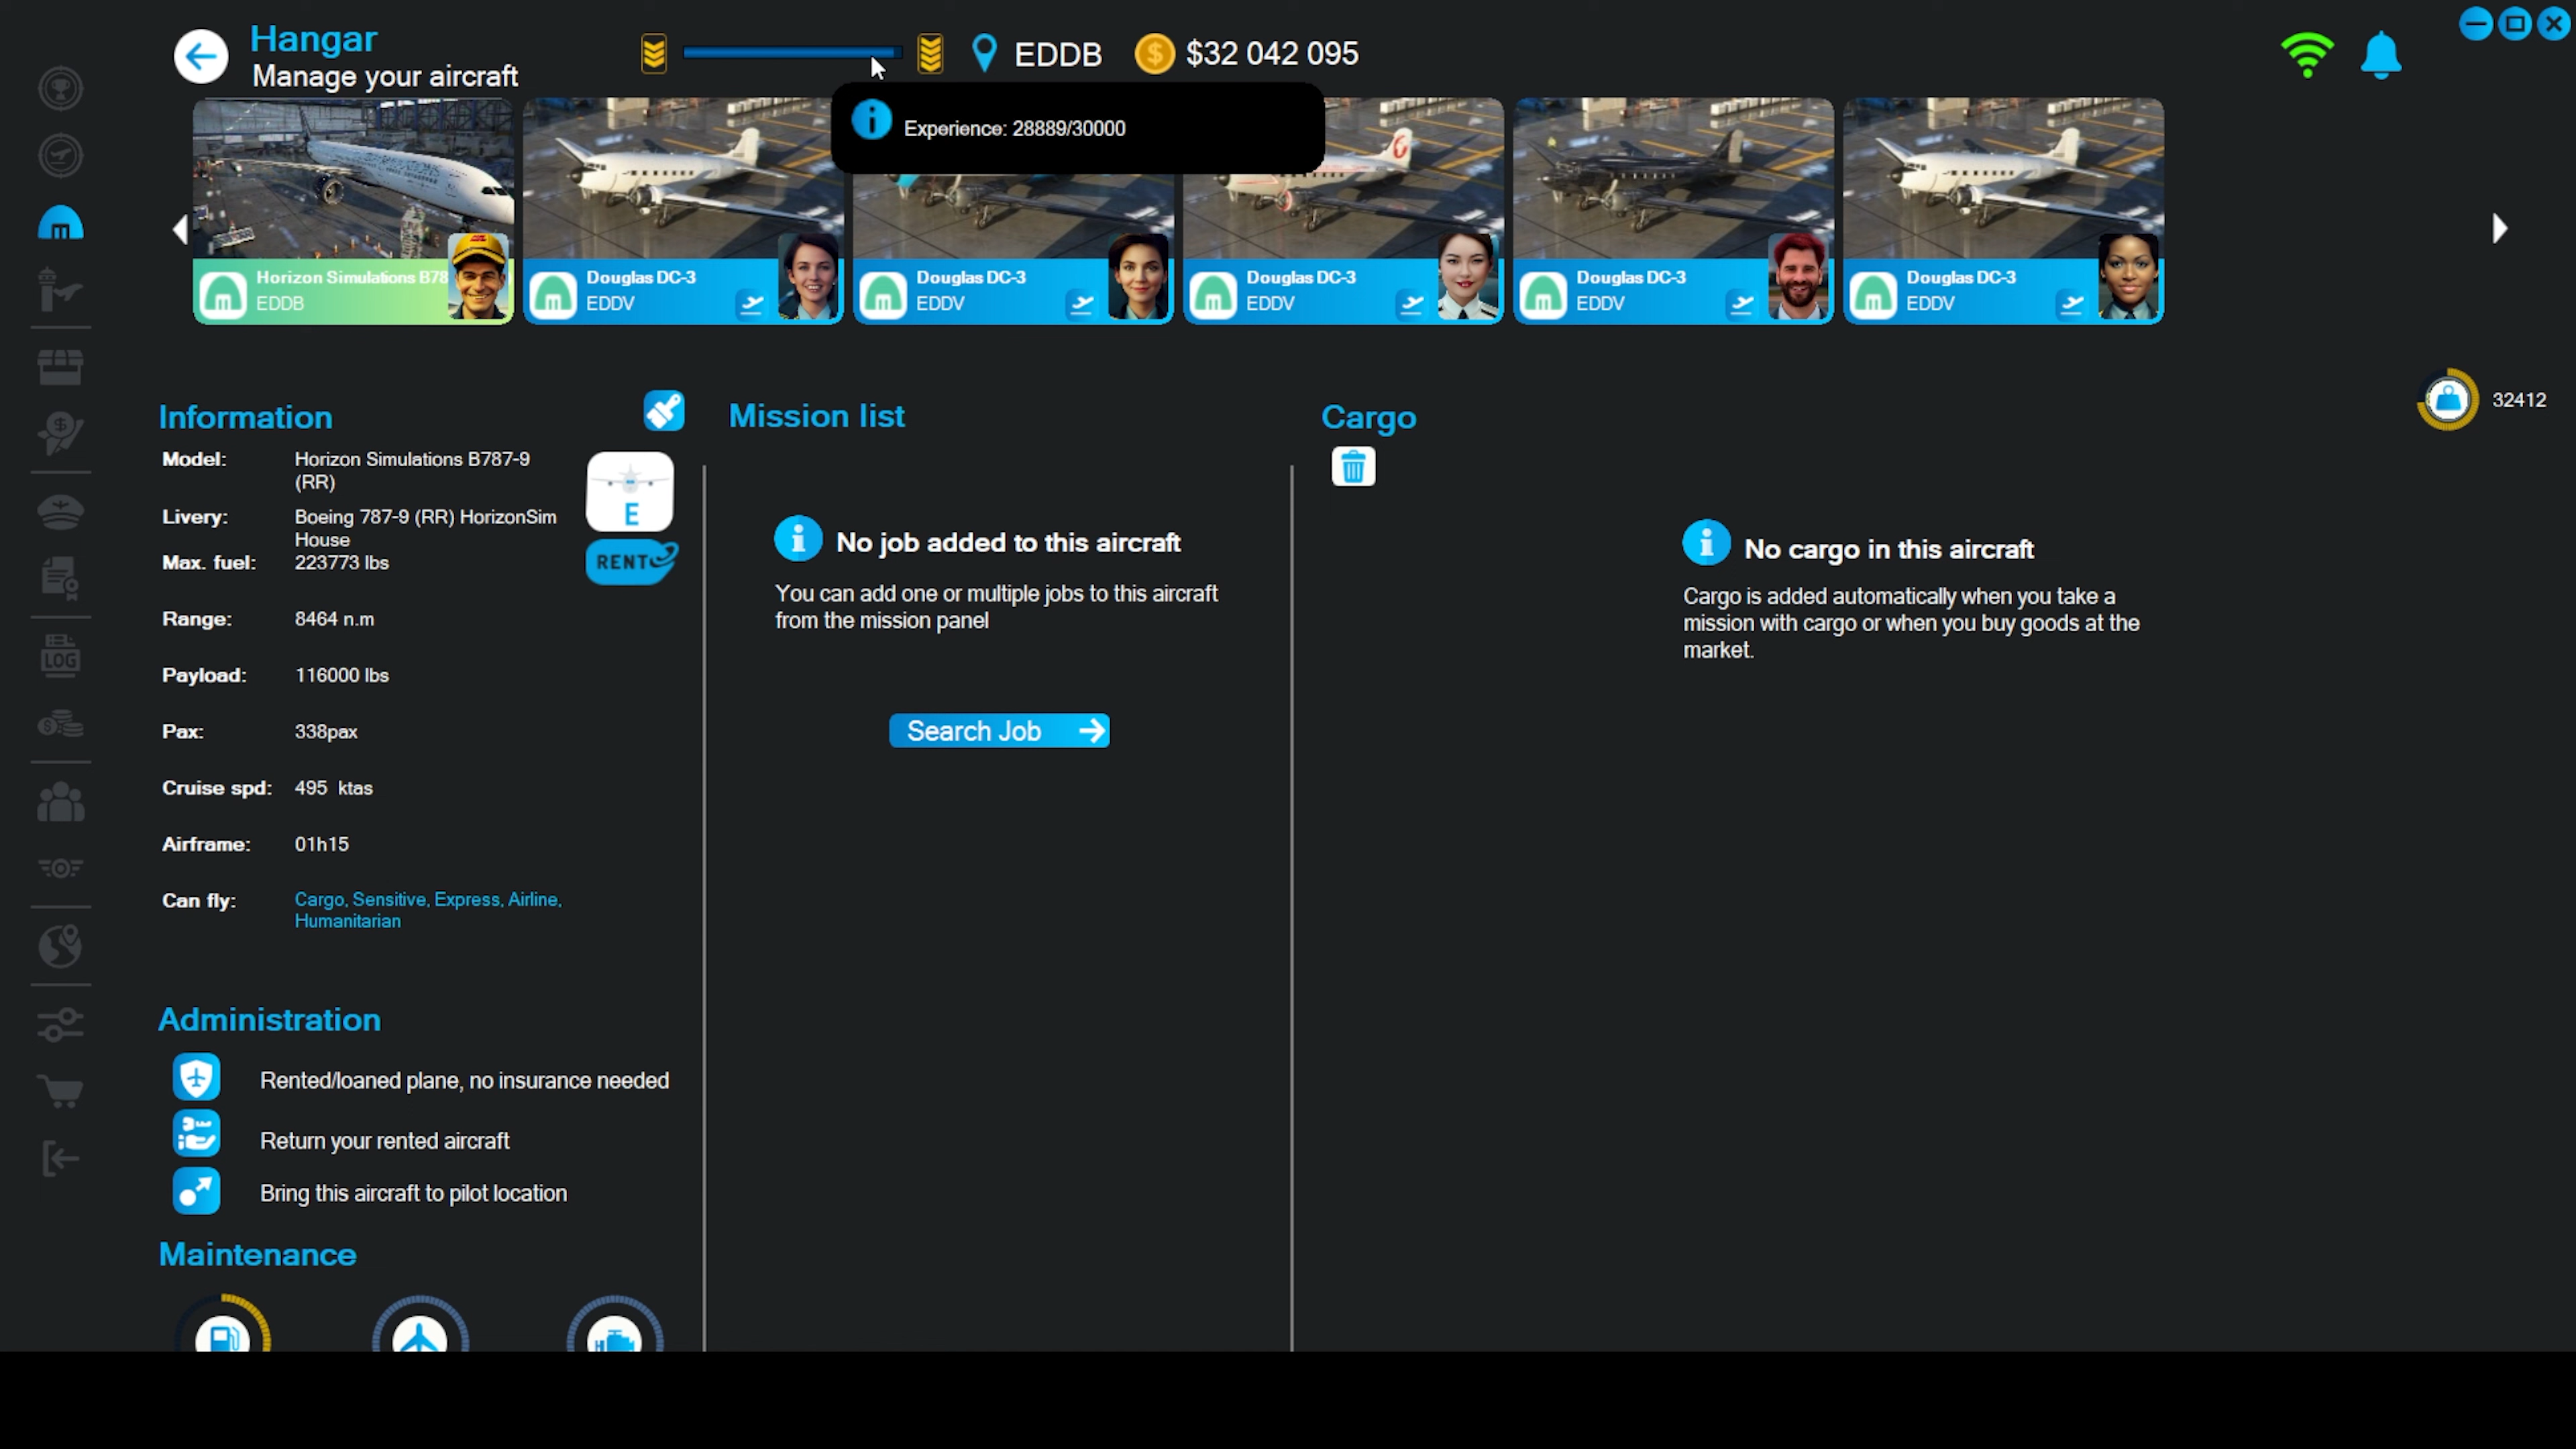 Hangar
Manage your aircraft
EDDB
$32 042 095
Experience: 28889/30000
Horizon Simulations B78
EDDB
Douglas DC-3
EDDV
Douglas DC-3
EDDV
Douglas DC-3
EDDV
Douglas DC-3
EDDV
Douglas DC-3
EDDV
LOG
Information
Model: Horizon Simulations B787-9
(RR)
Livery: Boeing 787-9 (RR) HorizonSim
House
Max. fuel: 223773 lbs
Range: 8464 n.m
Payload: 116000 lbs
Pax: 338pax
Cruise spd: 495 ktas
Airframe: 01h15
Can fly: Cargo, Sensitive, Express, Airline,
Humanitarian
E
RENT
Administration
Rented/loaned plane, no insurance needed
Return your rented aircraft
Bring this aircraft to pilot location
Maintenance
Mission list
No job added to this aircraft
You can add one or multiple jobs to this aircraft
from the mission panel
Search Job
Cargo
32412
No cargo in this aircraft
Cargo is added automatically when you take a
mission with cargo or when you buy goods at the
market.